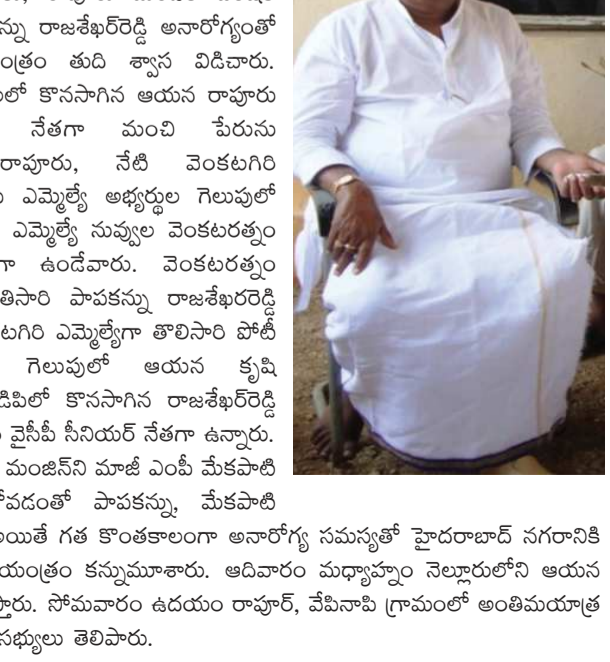 రాజశేఖర్‌రెడ్డి అనారోగ్యంతో
తుది శ్వాస విడిచారు.
కొనసాగిన ఆయన రాపూరు
నేతగా మంచి పేరును
రాపూరు, నేటి వెంకటగిరి
ఎమ్మెల్యే అభ్యర్థుల గెలుపులో
ఎమ్మెల్యే నువ్వుల వెంకటరత్నం
ఉండేవారు. వెంకటరత్నం
పాపకన్ను రాజశేఖరరెడ్డి
ఎమ్మెల్యేగా తొలిసారి పోటీ
గెలుపులో ఆయన కృషి
కొనసాగిన రాజశేఖర్‌రెడ్డి
వైసీపీ సీనియర్ నేతగా ఉన్నారు.
మంజిన్‌ని మాజీ ఎంపీ మేకపాటి
పాపకన్ను, మేకపాటి
అయితే గత కొంతకాలంగా అనారోగ్య సమస్యతో హైదరాబాద్ నగరానికి
కన్నుమూశారు. ఆదివారం మధ్యాహ్నం నెల్లూరులోని ఆయన
సోమవారం ఉదయం రాపూర్, వేపినాపి గ్రామంలో అంతిమయాత్ర
సభ్యులు తెలిపారు.